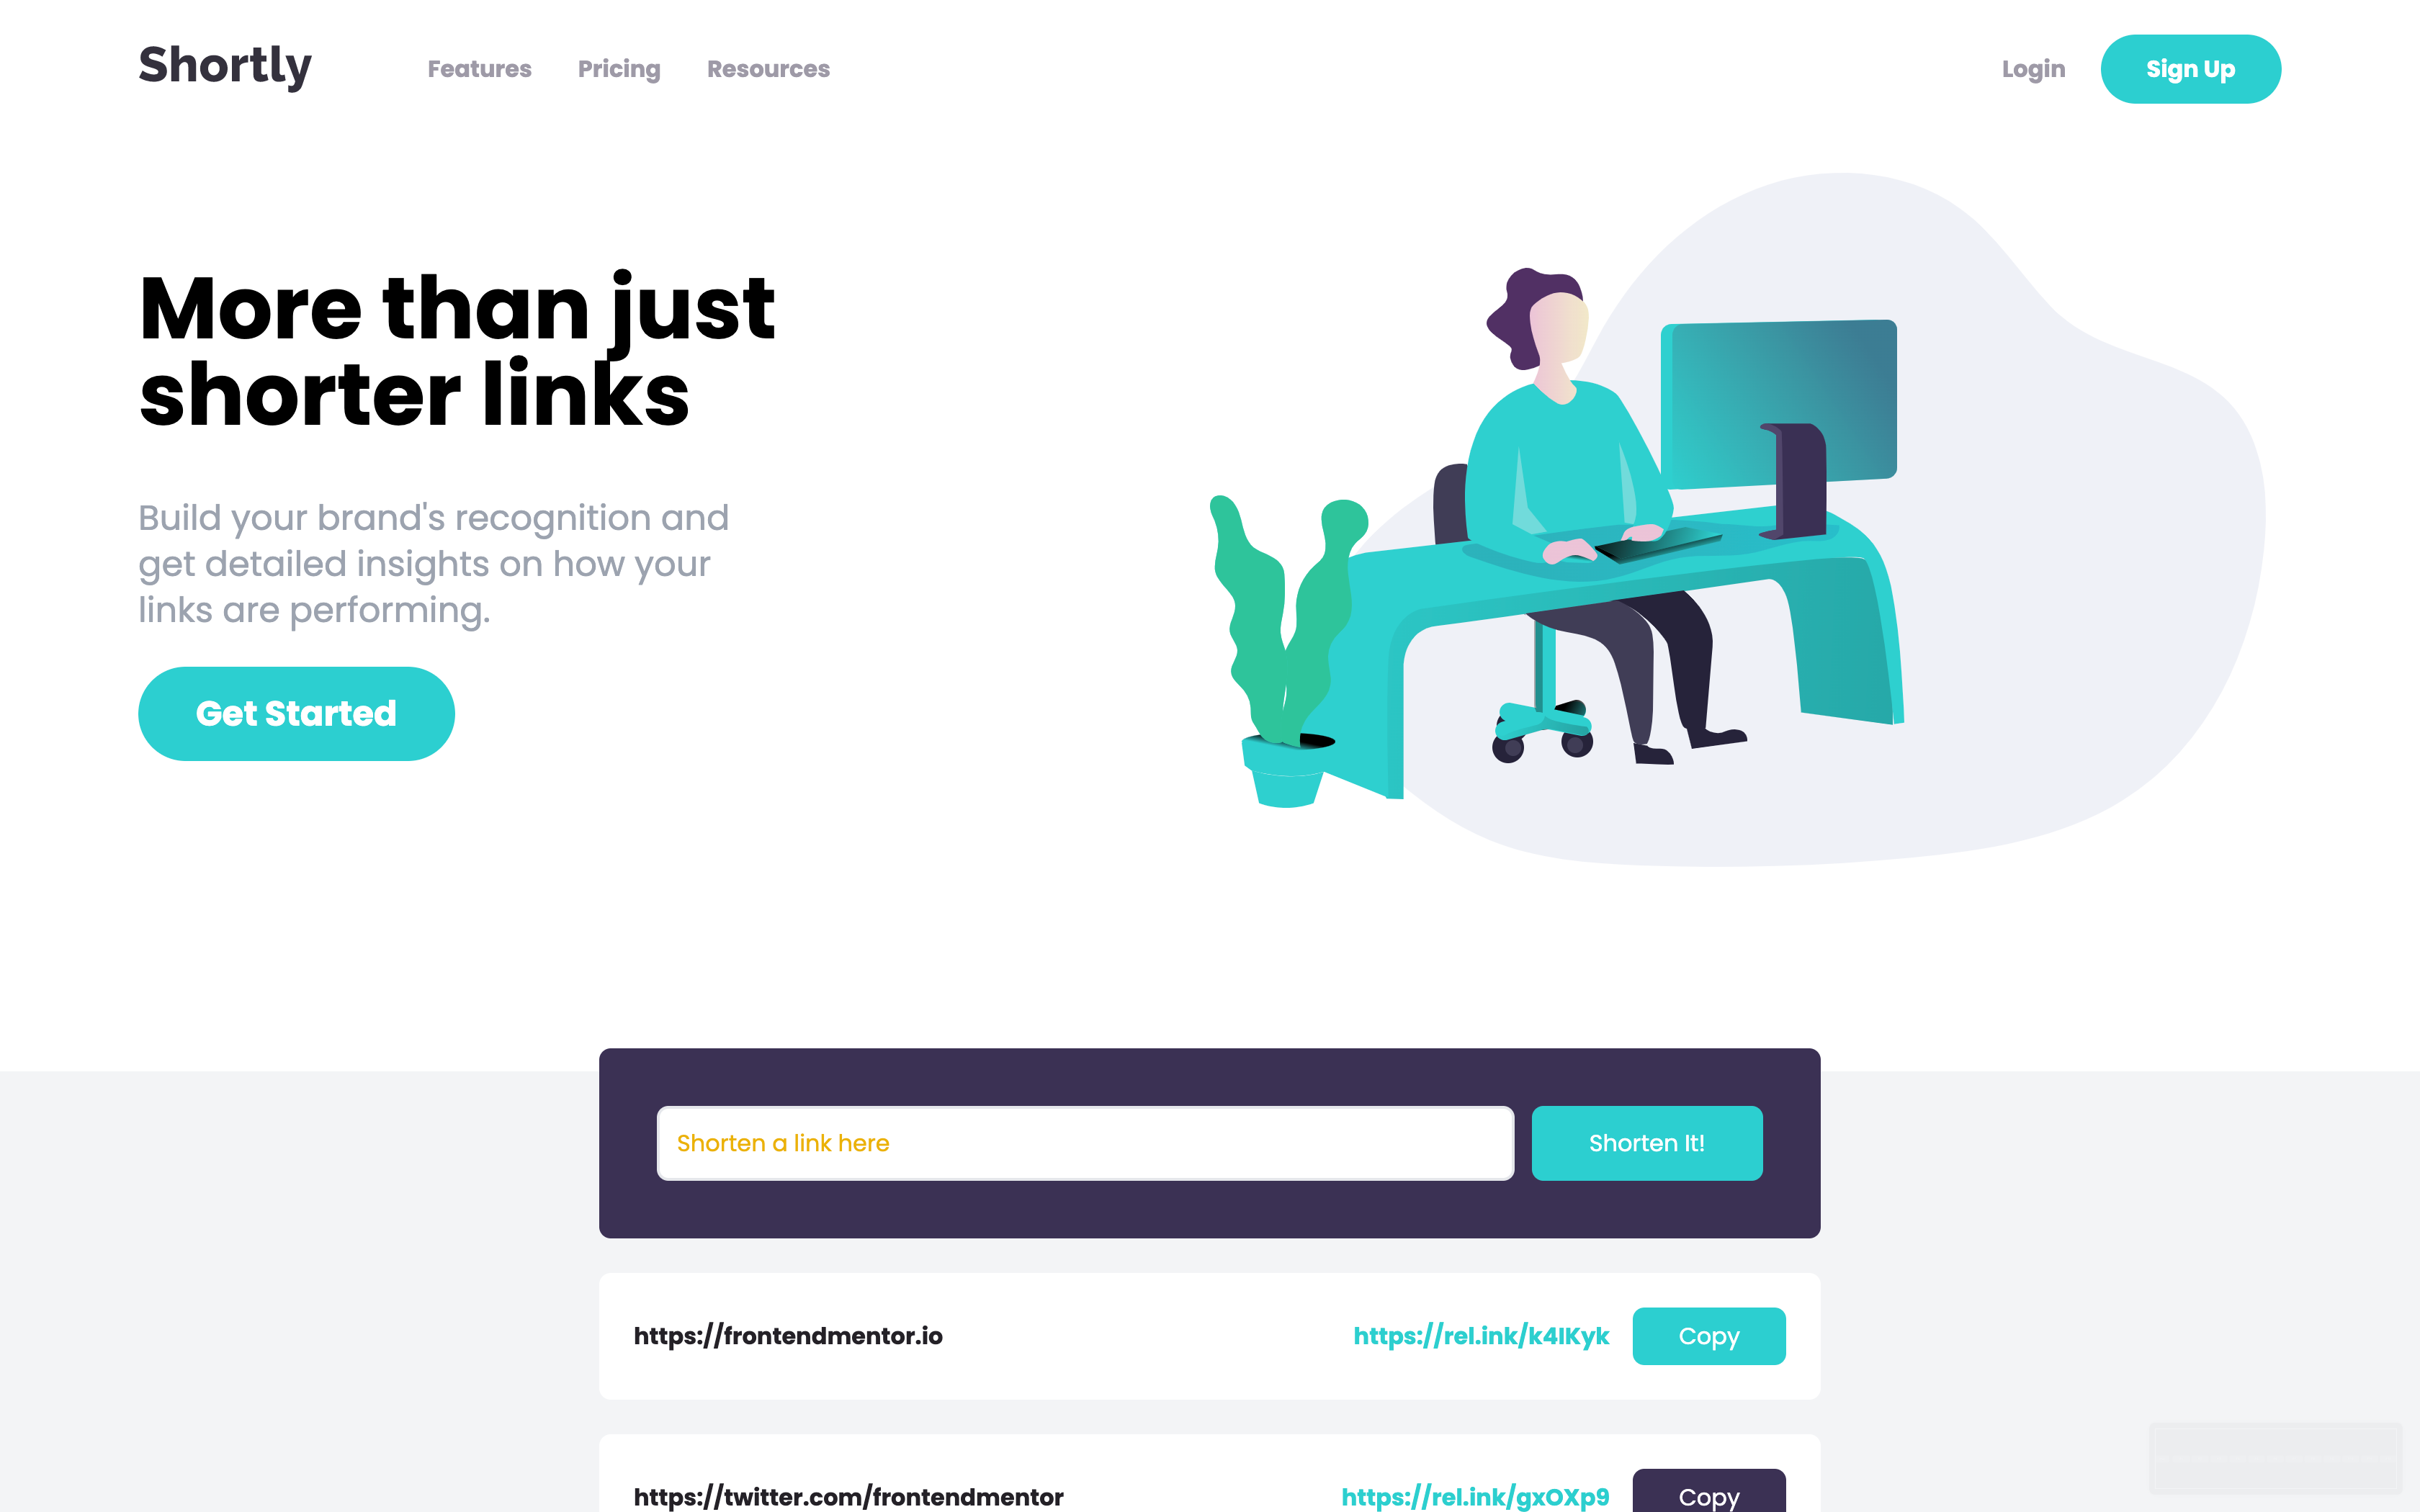 Shortly
Features
Pricing
Resources
Login
Sign Up
More than just
shorter links
Build your brand's recognition and
get detailed insights on how your
links are performing.
Get Started
Shorten a link here
Shorten It!
https://frontendmentor.io
https://rel.ink/k4lKyk
Copy
https://twitter.com/frontendmentor
https://rel.ink/gxOXp9
Copy